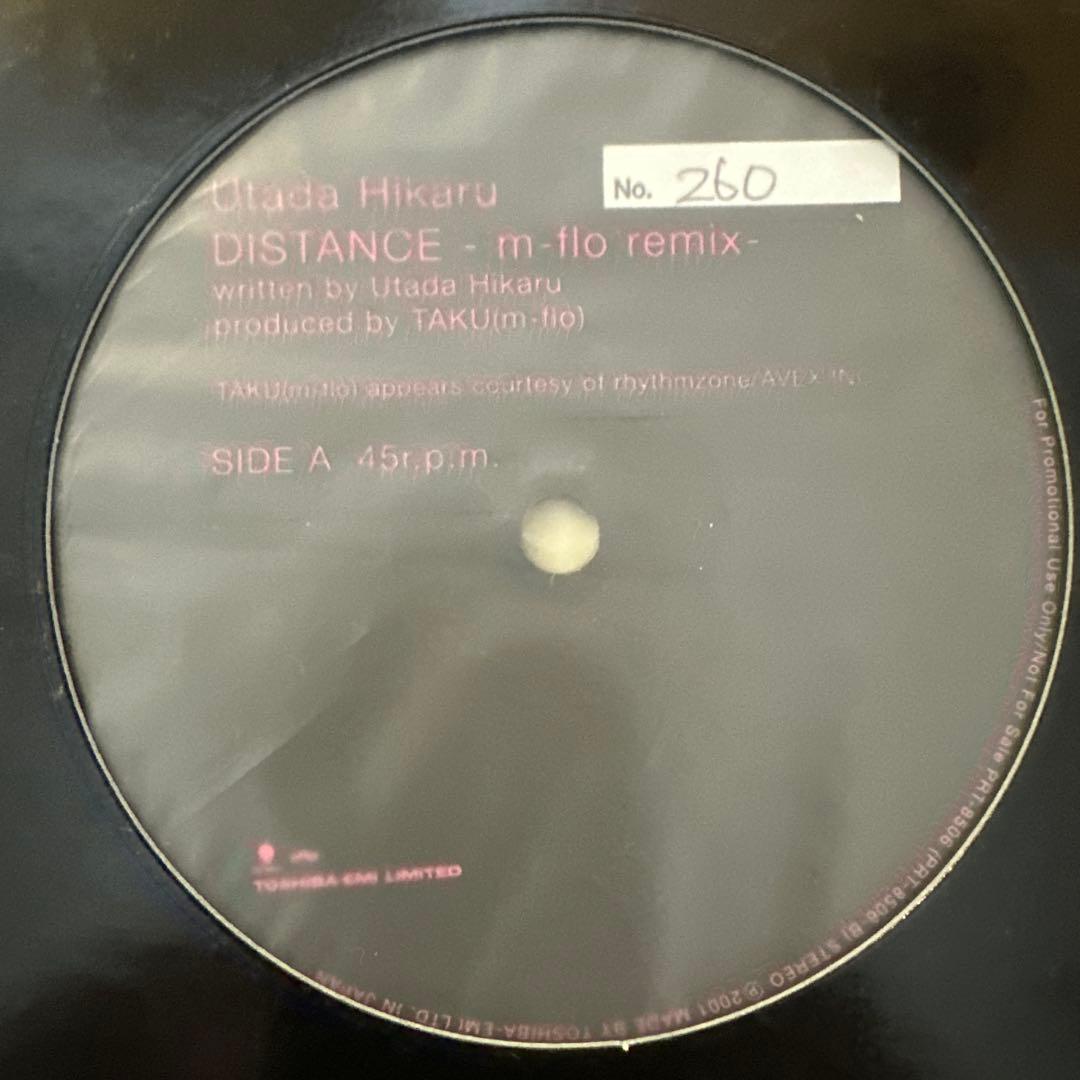 Utada Hikaru
No. 260
DISTANCE - m-flo remix-
written by Utada Hikaru
produced by TAKU(m-flo)
TAKU(m-flo) appears courtesy of rhythmzone/AVEX INC
SIDE A 45r.p.m.
TOSHIBA-EMI LIMITED
For Promotional Use Only/Not For Sale PRT-8506 (PRT-8506-B) STEREO Ⓟ2001 MADE BY TOSHIBA-EMI LTD. IN JAPAN